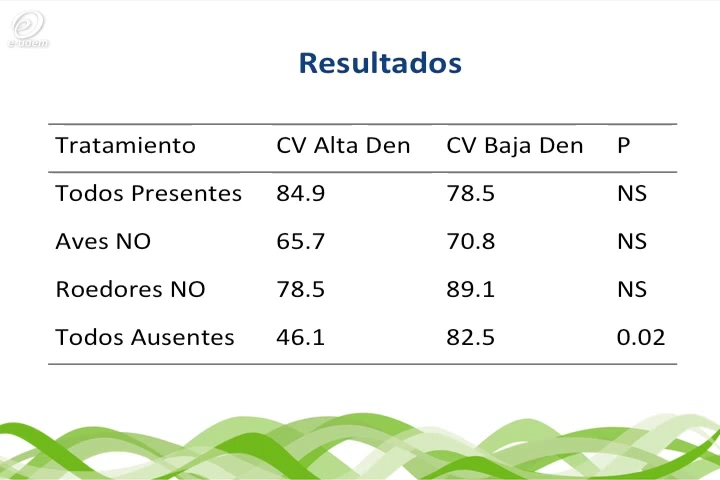 e-udem
Resultados
Tratamiento CV Alta Den CV Baja Den P
Todos Presentes 84.9 78.5 NS
Aves NO 65.7 70.8 NS
Roedores NO 78.5 89.1 NS
Todos Ausentes 46.1 82.5 0.02